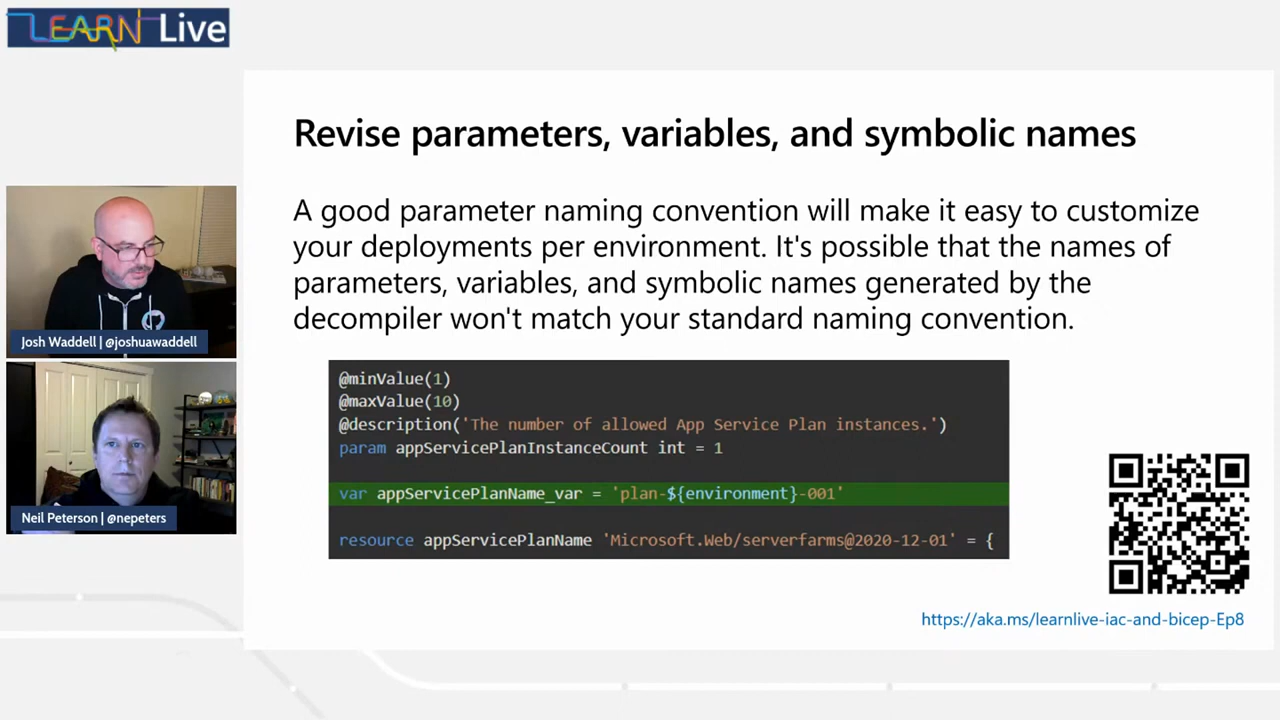 LEARN Live
Revise parameters, variables, and symbolic names
A good parameter naming convention will make it easy to customize
your deployments per environment. It's possible that the names of
parameters, variables, and symbolic names generated by the
decompiler won't match your standard naming convention.
@minValue(1)
@maxValue(10)
@description('The number of allowed App Service Plan instances.')
param appServicePlanInstanceCount int = 1
var appServicePlanName_var = 'plan-${environment}-001'
resource appServicePlanName 'Microsoft.Web/serverfarms@2020-12-01' = {
Josh Waddell | @joshuawaddell
Neil Peterson | @nepeters
https://aka.ms/learnlive-iac-and-bicep-Ep8